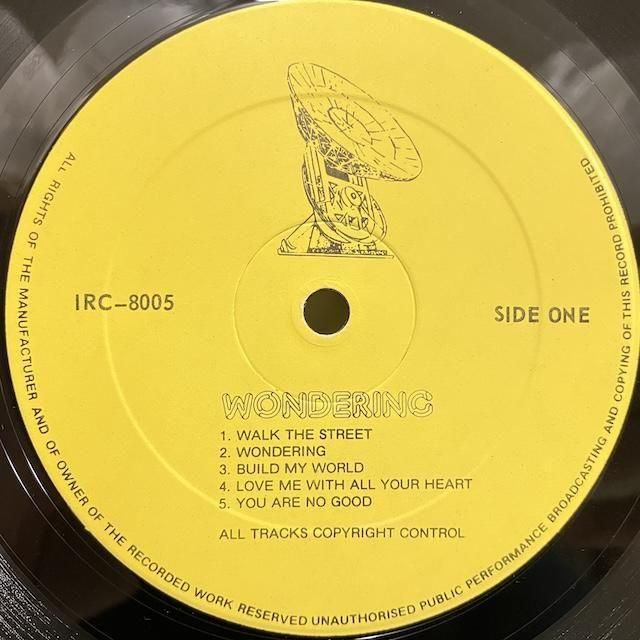 IRC-8005
SIDE ONE
WONDERING
1. WALK THE STREET
2. WONDERING
3. BUILD MY WORLD
4. LOVE ME WITH ALL YOUR HEART
5. YOU ARE NO GOOD
ALL TRACKS COPYRIGHT CONTROL
ALL RIGHTS OF THE MANUFACTURER AND OF OWNER OF THE RECORDED WORK RESERVED UNAUTHORISED PUBLIC PERFORMANCE BROADCASTING AND COPYING OF THIS RECORD PROHIBITED